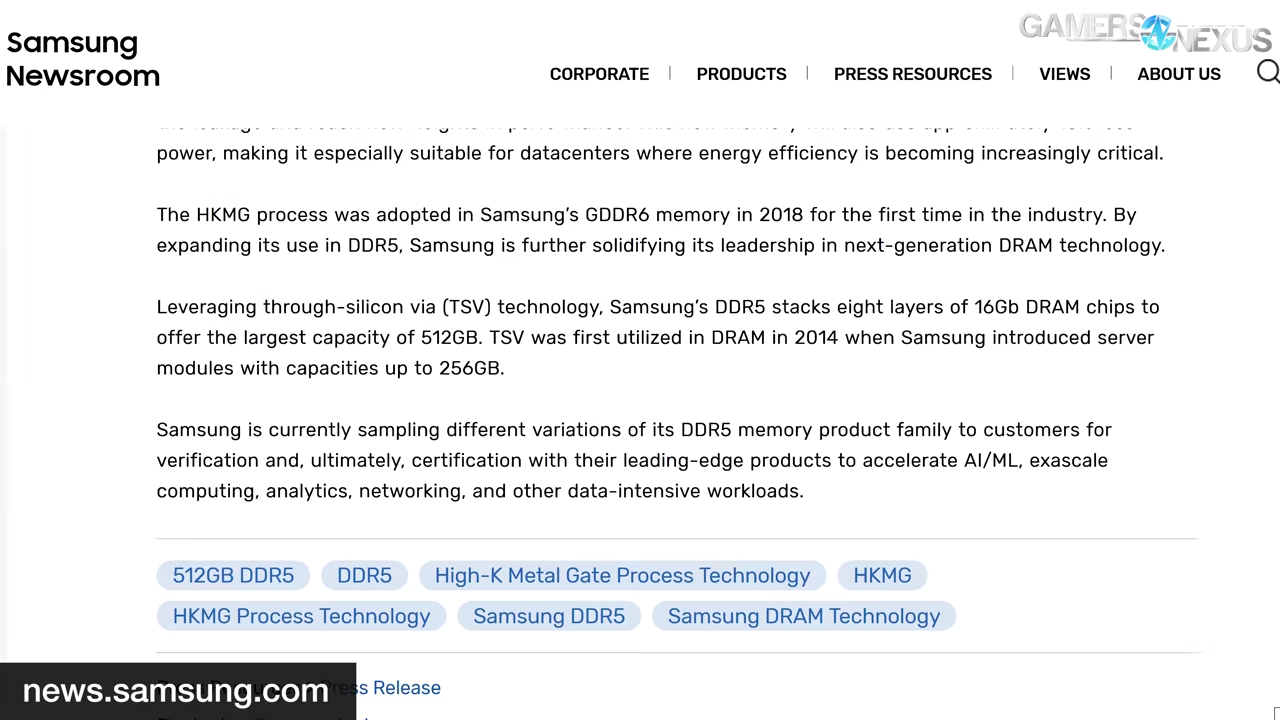 Samsung
Newsroom
GAMERS NEXUS
CORPORATE | PRODUCTS | PRESS RESOURCES | VIEWS | ABOUT US
power, making it especially suitable for datacenters where energy efficiency is becoming increasingly critical.
The HKMG process was adopted in Samsung’s GDDR6 memory in 2018 for the first time in the industry. By
expanding its use in DDR5, Samsung is further solidifying its leadership in next-generation DRAM technology.
Leveraging through-silicon via (TSV) technology, Samsung’s DDR5 stacks eight layers of 16Gb DRAM chips to
offer the largest capacity of 512GB. TSV was first utilized in DRAM in 2014 when Samsung introduced server
modules with capacities up to 256GB.
Samsung is currently sampling different variations of its DDR5 memory product family to customers for
verification and, ultimately, certification with their leading-edge products to accelerate AI/ML, exascale
computing, analytics, networking, and other data-intensive workloads.
512GB DDR5 DDR5 High-K Metal Gate Process Technology HKMG
HKMG Process Technology Samsung DDR5 Samsung DRAM Technology
Press Release
news.samsung.com